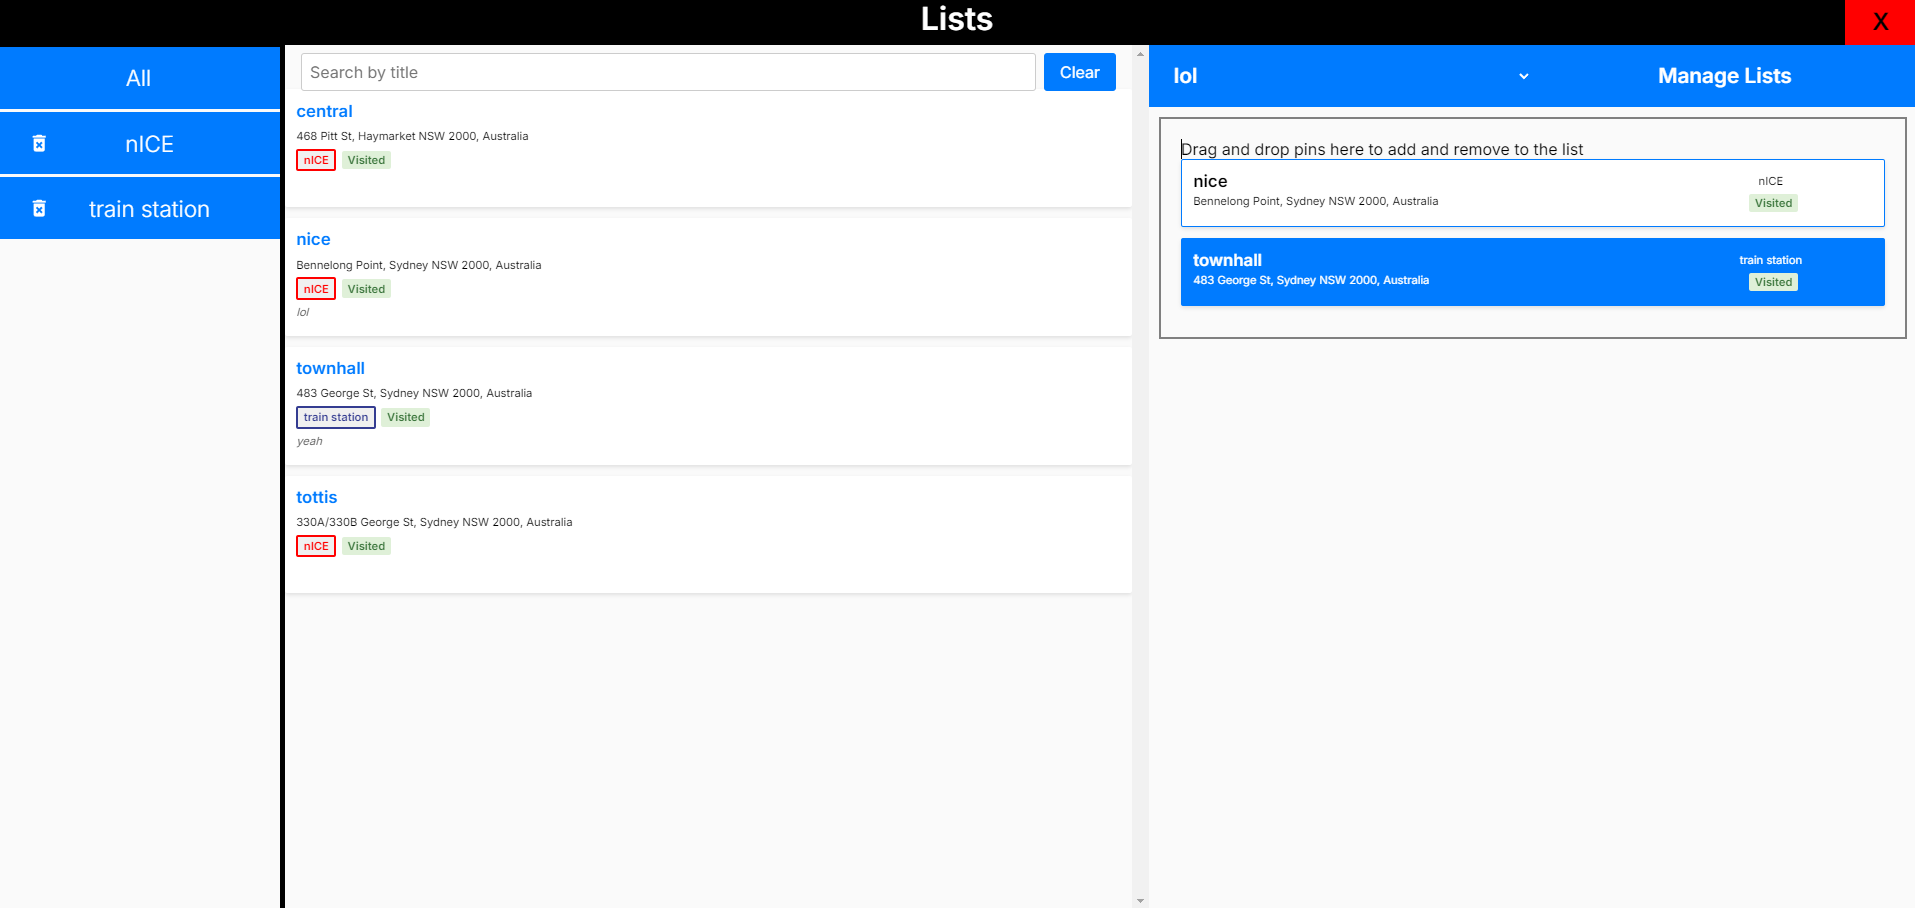 Lists
X
All
nICE
train station
Search by title
Clear
central
468 Pitt St, Haymarket NSW 2000, Australia
nICE Visited
nice
Bennelong Point, Sydney NSW 2000, Australia
nICE Visited
lol
townhall
483 George St, Sydney NSW 2000, Australia
train station Visited
yeah
tottis
330A/330B George St, Sydney NSW 2000, Australia
nICE Visited
lol
Manage Lists
Drag and drop pins here to add and remove to the list
nice
nICE
Bennelong Point, Sydney NSW 2000, Australia
Visited
townhall
train station
483 George St, Sydney NSW 2000, Australia
Visited